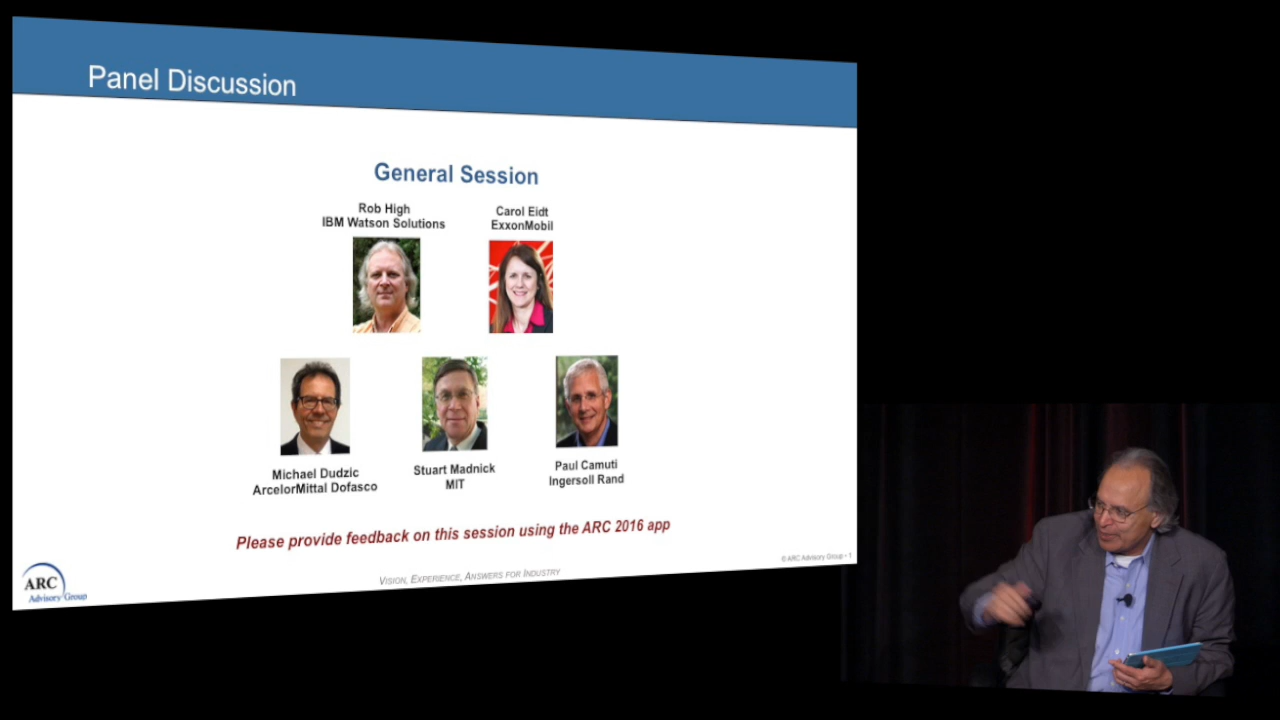 Panel Discussion
General Session
Rob High
IBM Watson Solutions
Carol Eidt
ExxonMobil
Michael Dudzic
ArcelorMittal Dofasco
Stuart Madnick
MIT
Paul Camuti
Ingersoll Rand
Please provide feedback on this session using the ARC 2016 app
ARC
Advisory Group
VISION, EXPERIENCE, ANSWERS FOR INDUSTRY
© ARC Advisory Group • 1